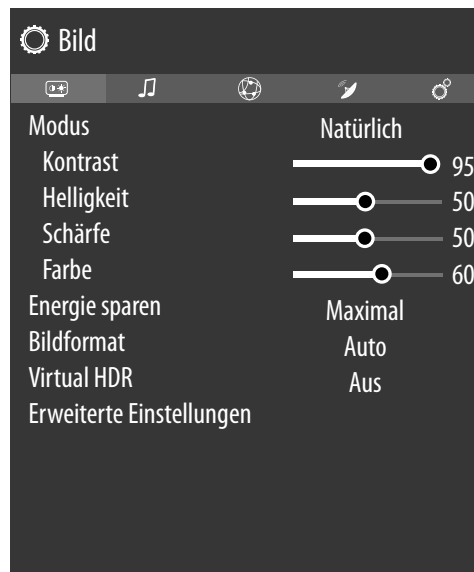 Bild
Modus Natürlich
Kontrast 95
Helligkeit 50
Schärfe 50
Farbe 60
Energie sparen Maximal
Bildformat Auto
Virtual HDR Aus
Erweiterte Einstellungen